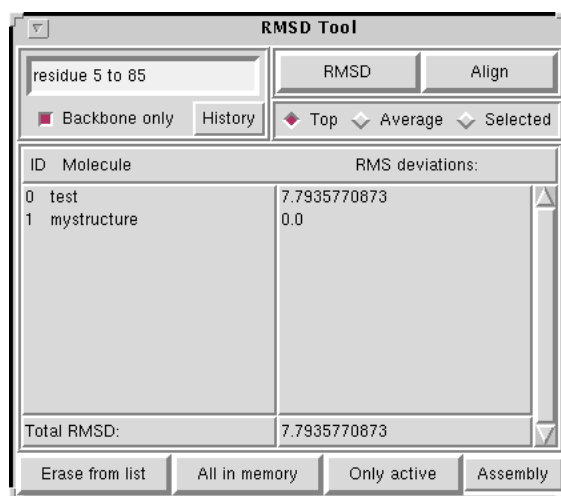 RMSD Tool
residue 5 to 85
RMSD Align
Backbone only History Top Average Selected
ID Molecule RMS deviations:
0 test 7.7935770873
1 mystructure 0.0
Total RMSD: 7.7935770873
Erase from list All in memory Only active Assembly